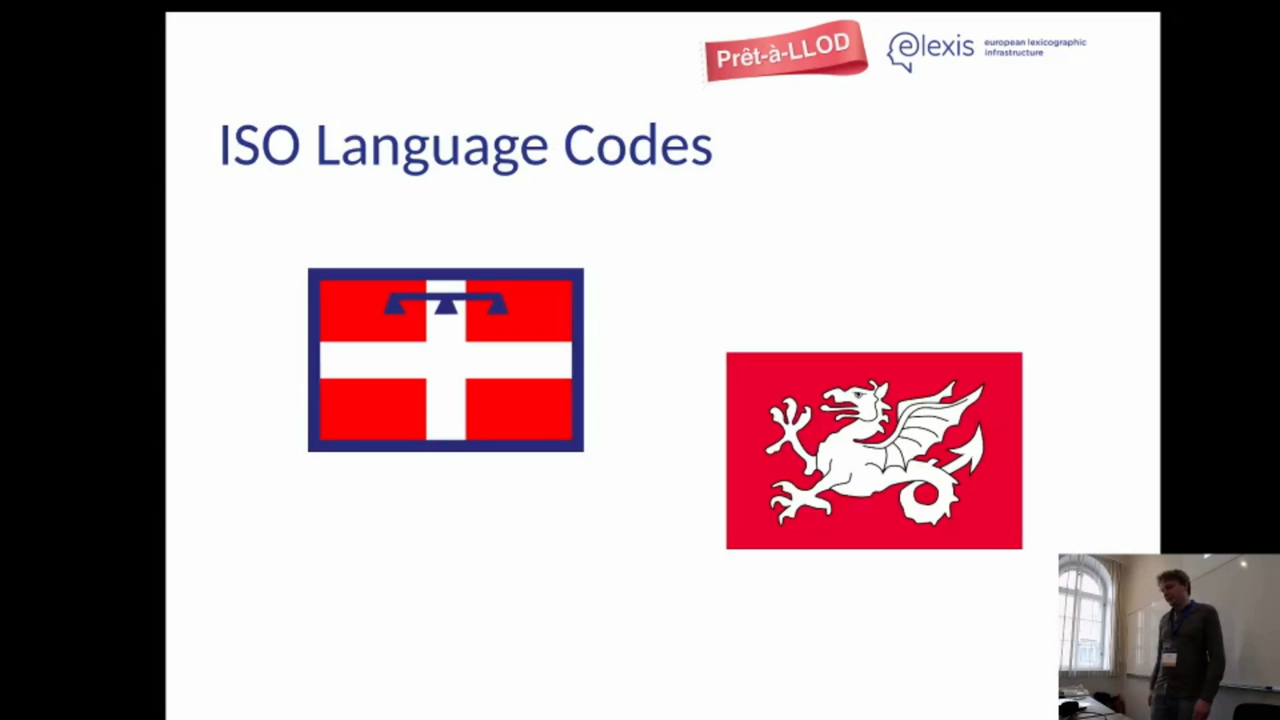 Prêt-à-LLOD
elexis
european lexicographic
infrastructure
ISO Language Codes